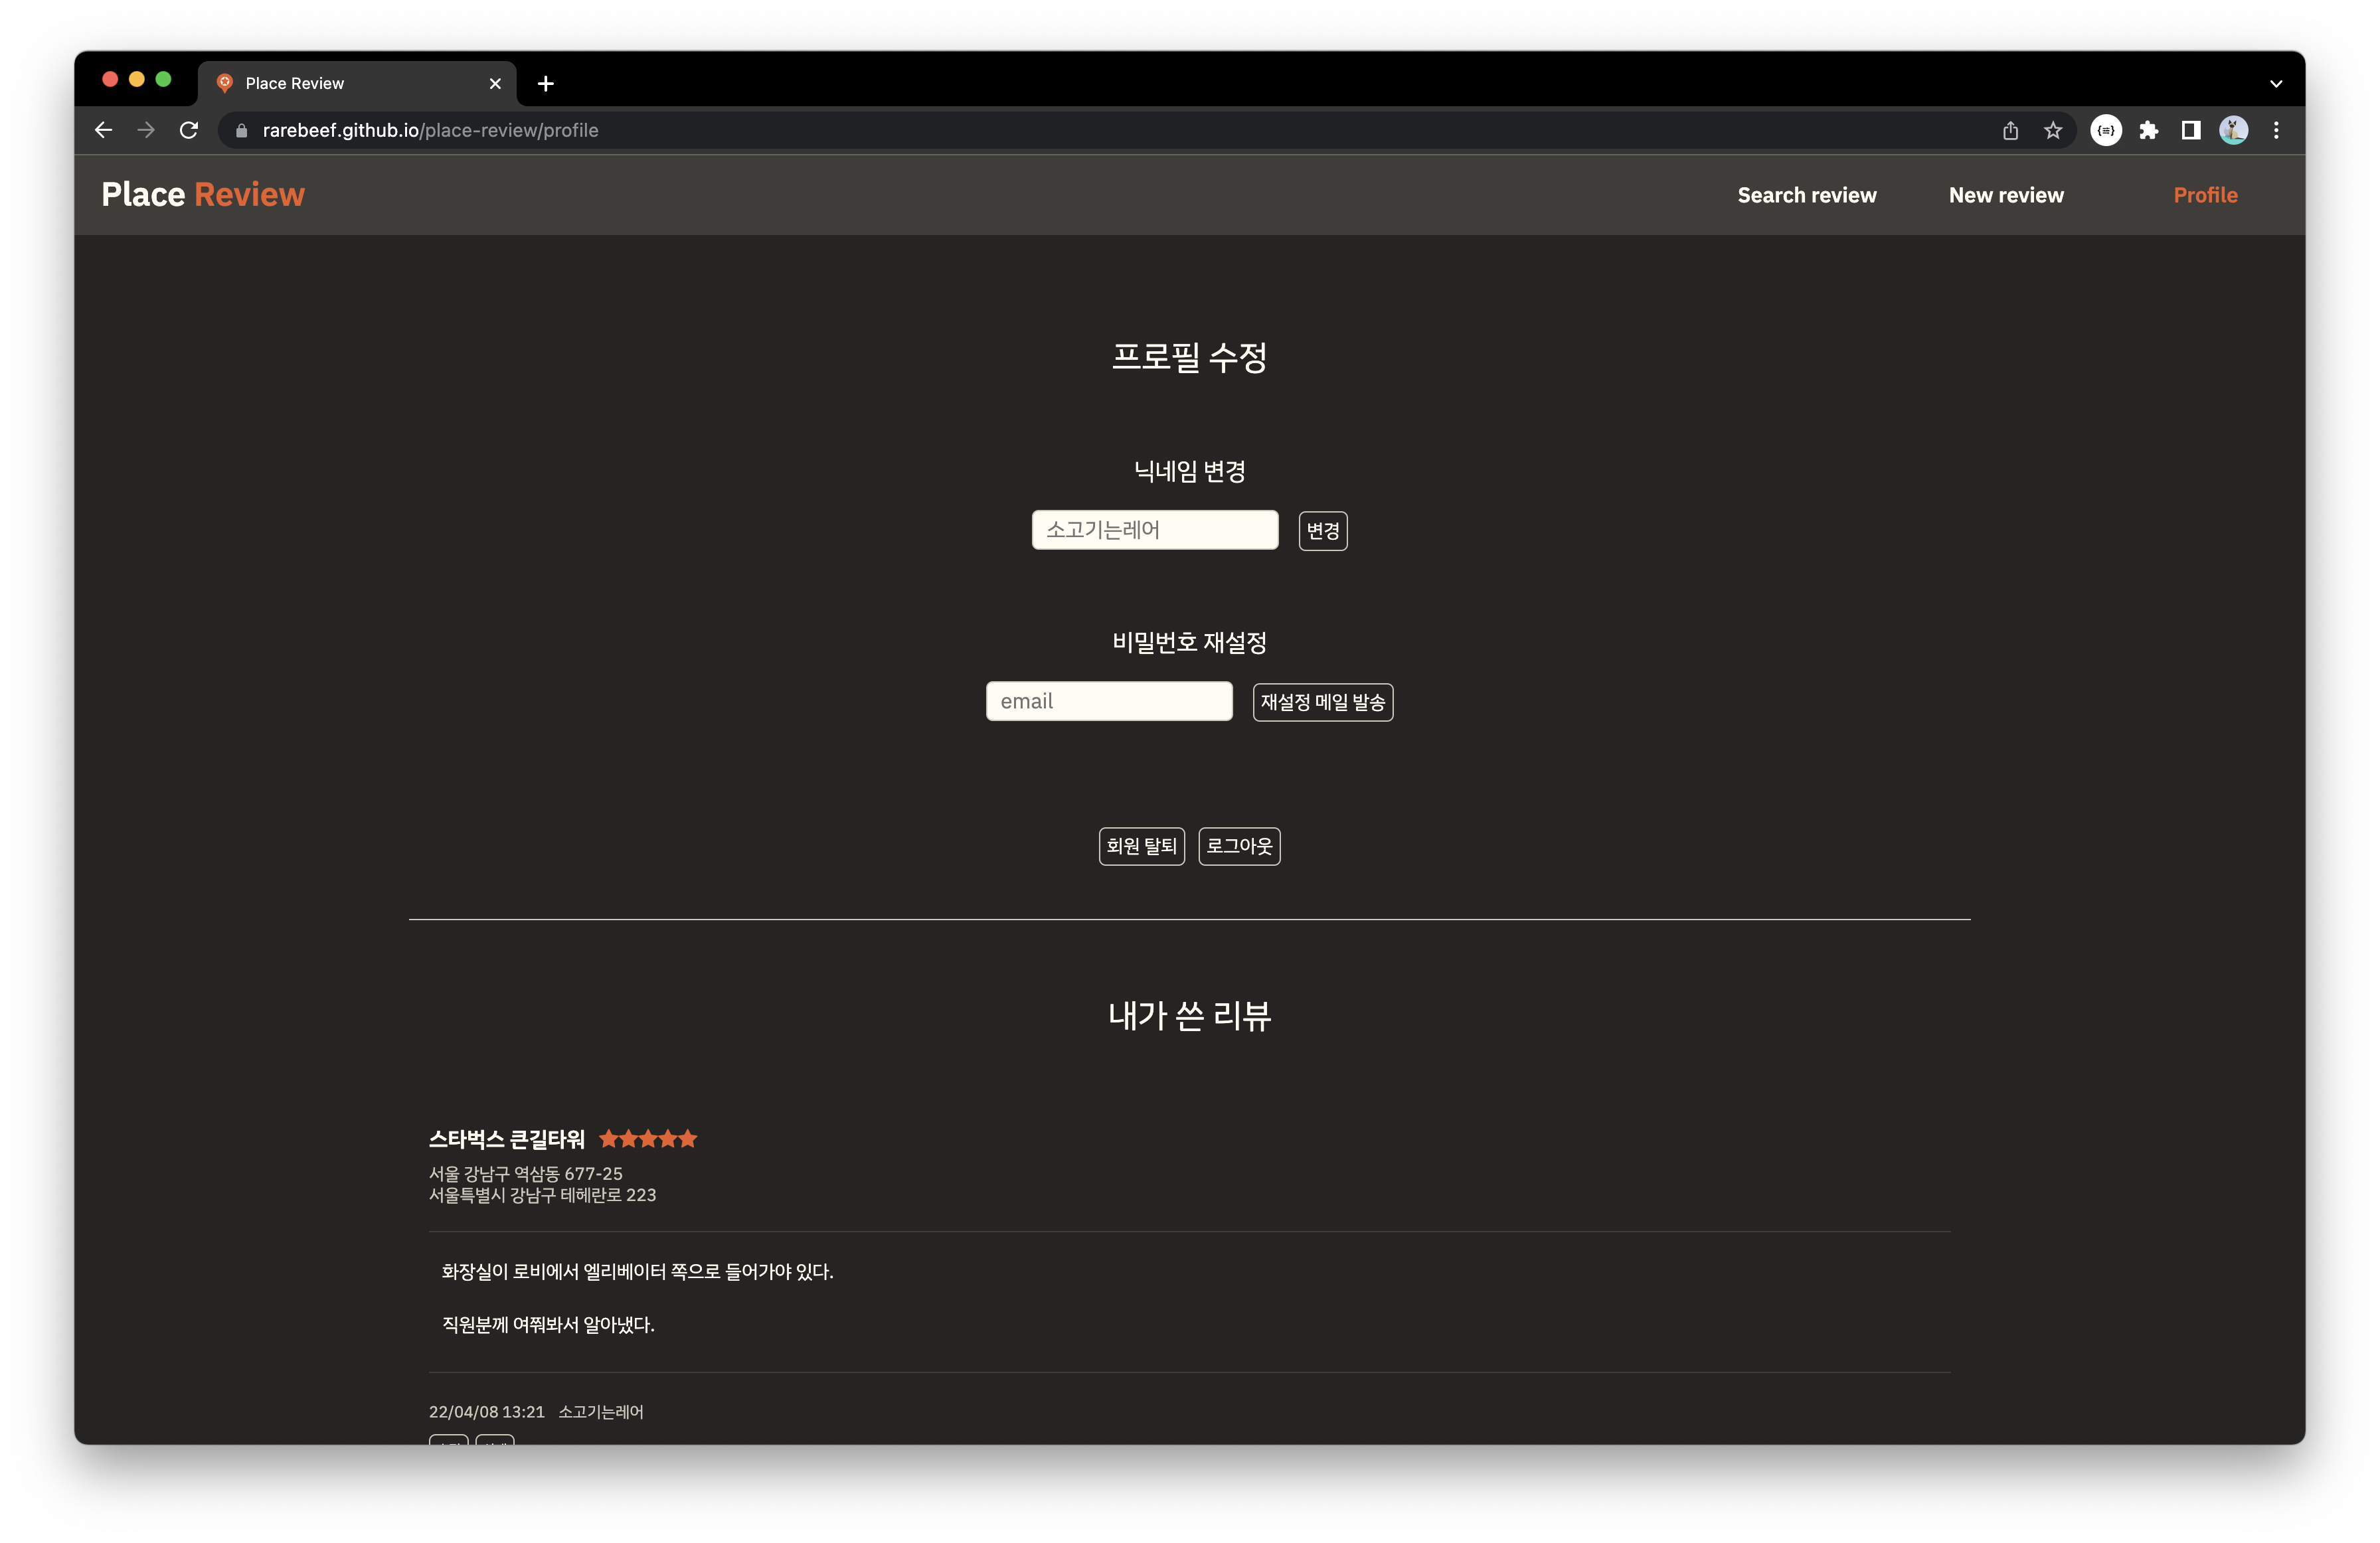 Place Review
rarebeef.github.io/place-review/profile
Place Review
Search review
New review
Profile
프로필 수정
닉네임 변경
소고기는레어
변경
비밀번호 재설정
email
재설정 메일 발송
회원 탈퇴
로그아웃
내가 쓴 리뷰
스타벅스 큰길타워
서울 강남구 역삼동 677-25
서울특별시 강남구 테헤란로 223
화장실이 로비에서 엘리베이터 쪽으로 들어가야 있다.
직원분께 여쭤봐서 알아냈다.
22/04/08 13:21 소고기는레어